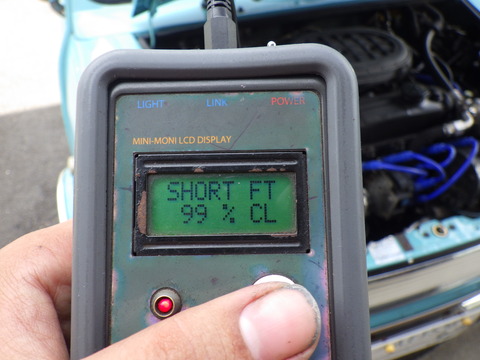 LIGHT LINK POWER
MINI-MONI LCD DISPLAY
SHORT FT
99 % CL